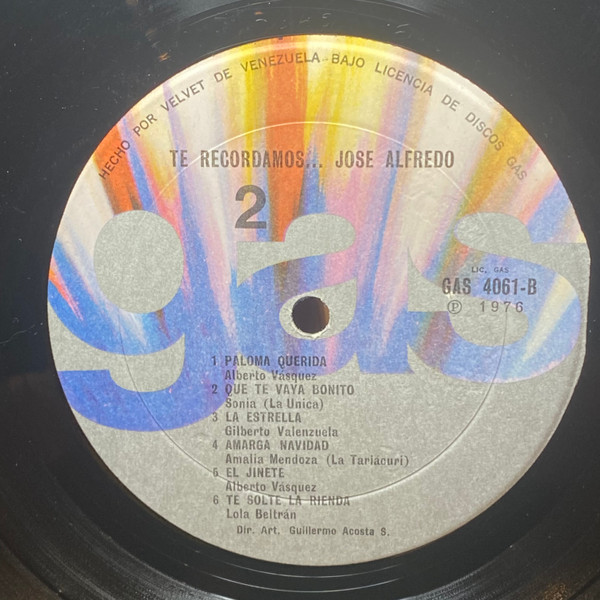 HECHO POR VELVET DE VENEZUELA - BAJO LICENCIA DE DISCOS GAS
TE RECORDAMOS... JOSE ALFREDO
2
gas
LIC. GAS
GAS 4061-B
Ⓟ 1976
1 PALOMA QUERIDA
Alberto Vásquez
2 QUE TE VAYA BONITO
Sonia (La Unica)
3 LA ESTRELLA
Gilberto Valenzuela
4 AMARGA NAVIDAD
Amalia Mendoza (La Tariácuri)
5 EL JINETE
Alberto Vásquez
6 TE SOLTE LA RIENDA
Lola Beltrán
Dir. Art. Guillermo Acosta S.